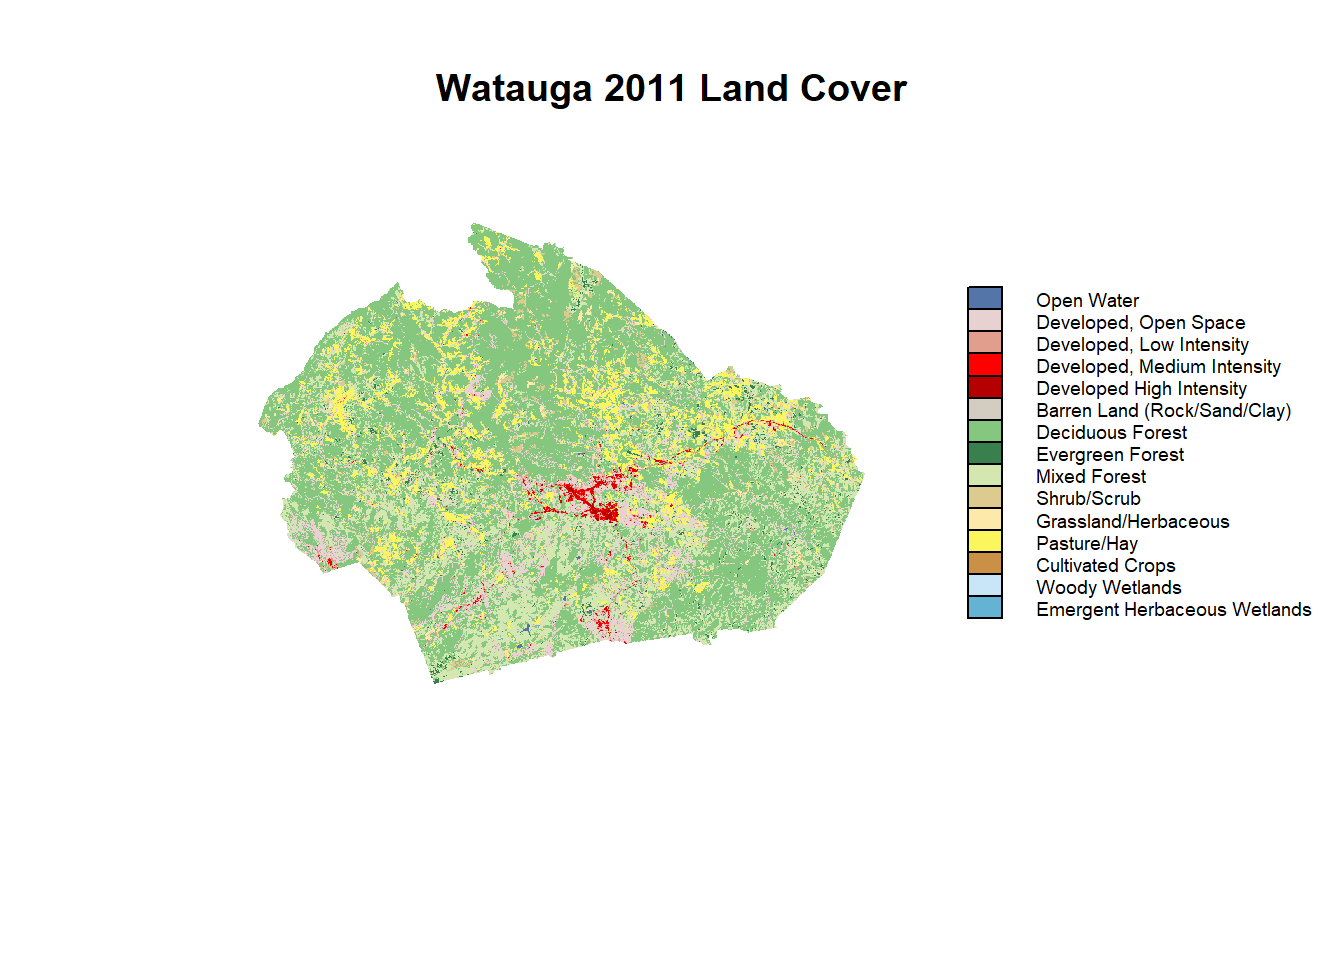 Watauga 2011 Land Cover
Open Water
Developed, Open Space
Developed, Low Intensity
Developed, Medium Intensity
Developed High Intensity
Barren Land (Rock/Sand/Clay)
Deciduous Forest
Evergreen Forest
Mixed Forest
Shrub/Scrub
Grassland/Herbaceous
Pasture/Hay
Cultivated Crops
Woody Wetlands
Emergent Herbaceous Wetlands